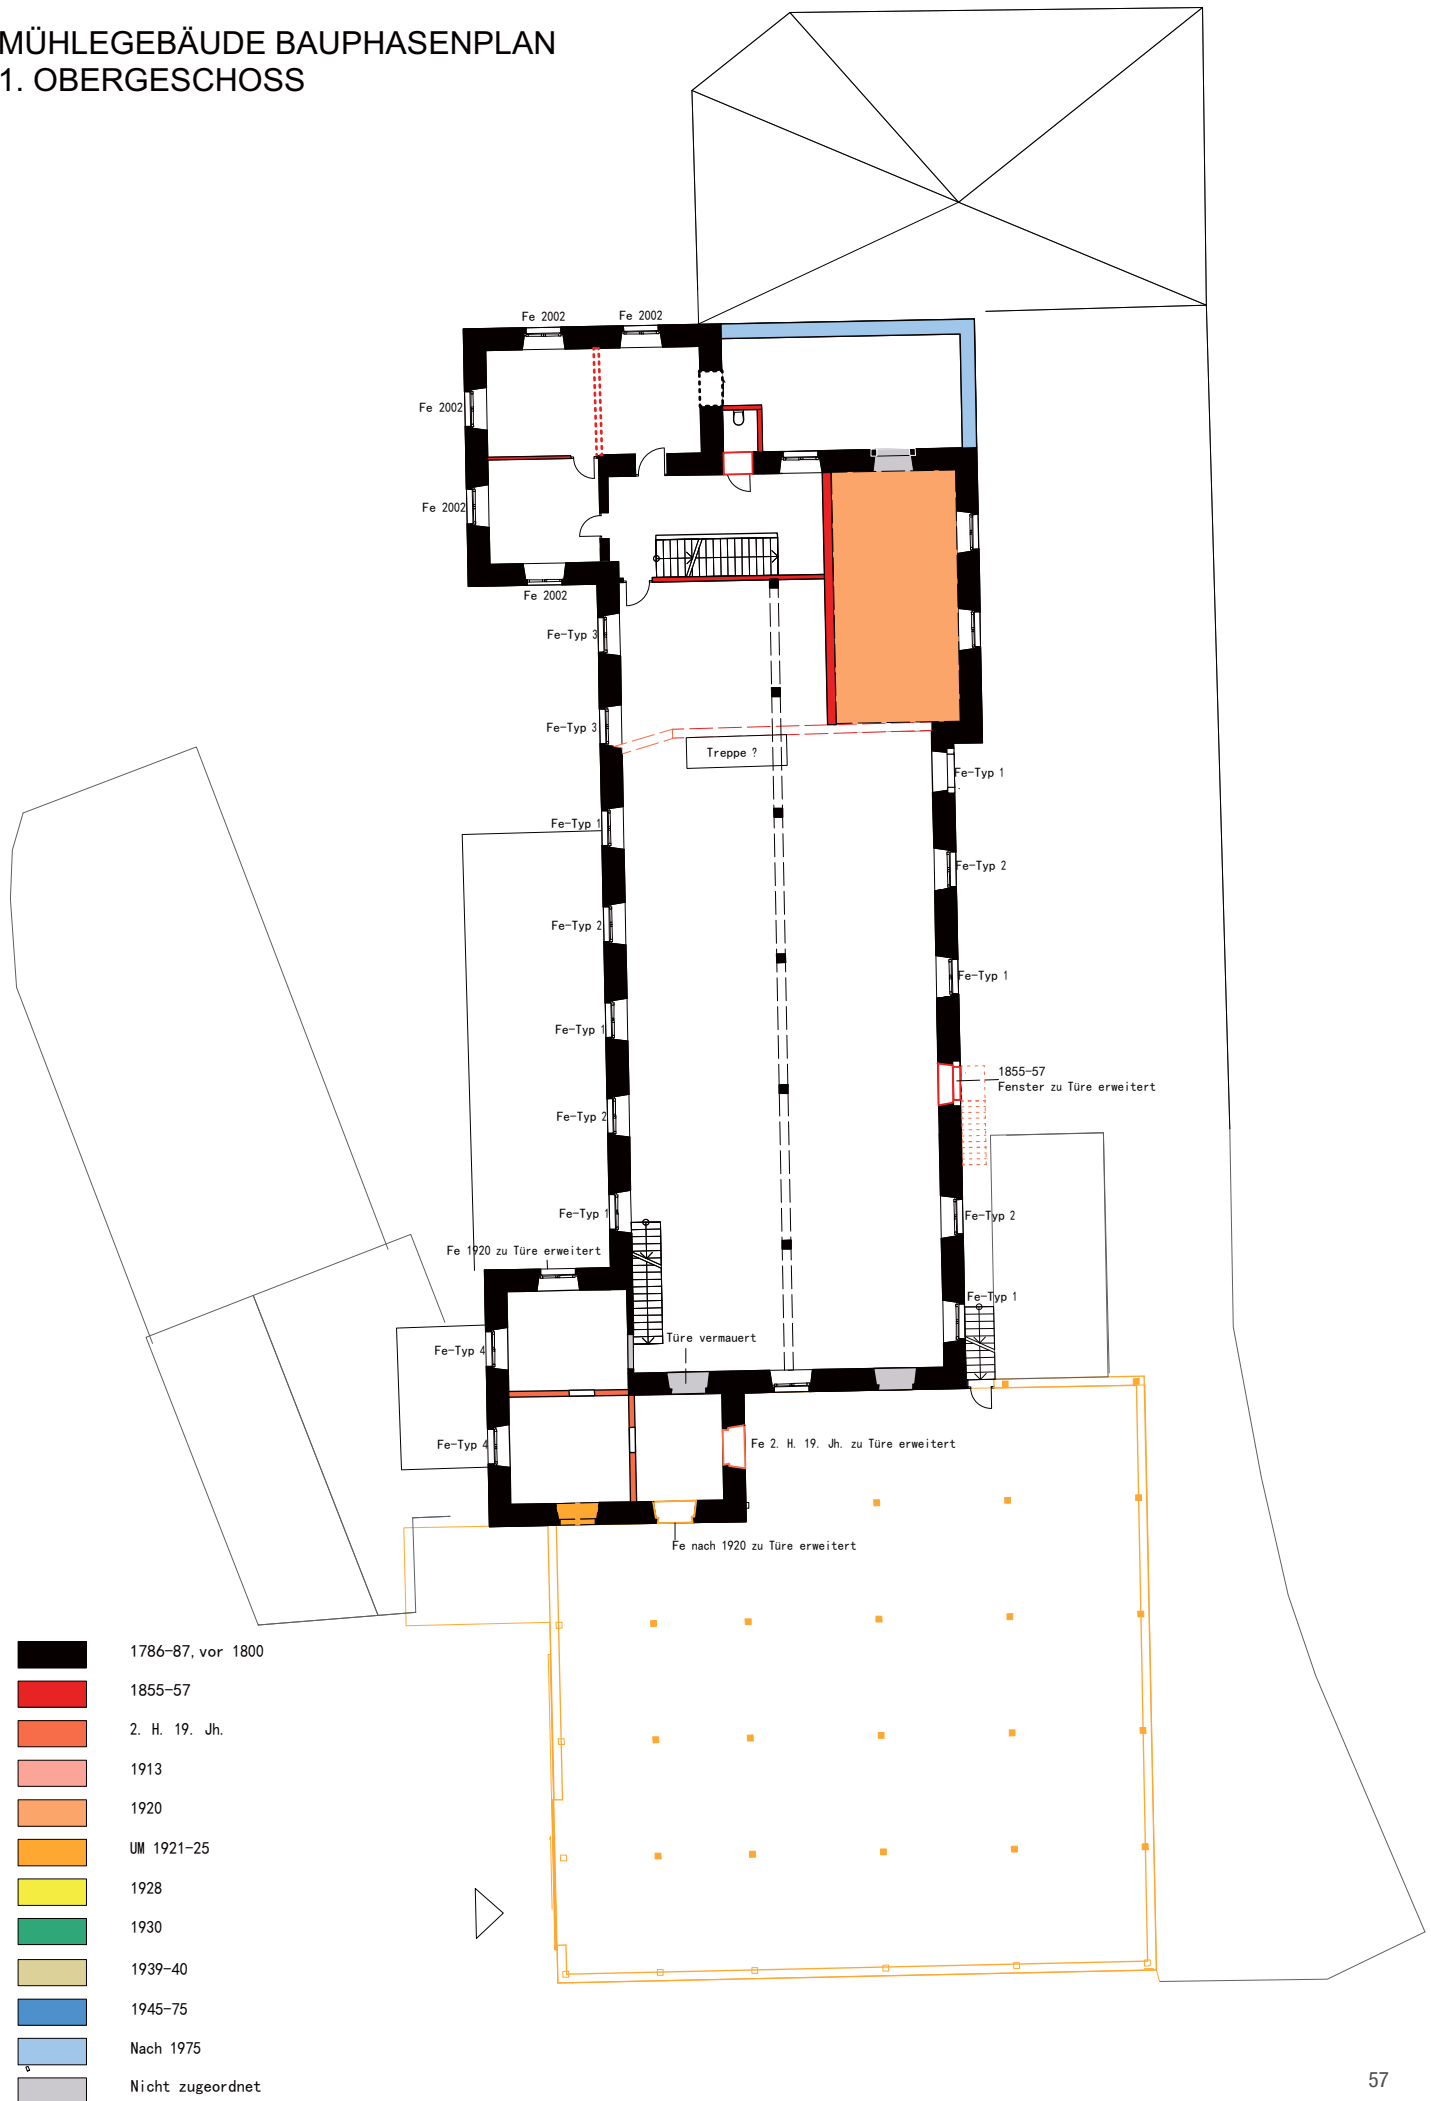 MÜHLEGEBÄUDE BAUPHASENPLAN
1. OBERGESCHOSS
Fe 2002
Fe 2002
Fe 2002
Fe 2002
Fe 2002
Fe-Typ 3
Fe-Typ 3
Treppe ?
Fe-Typ 1
Fe-Typ 1
Fe-Typ 2
Fe-Typ 2
Fe-Typ 1
Fe-Typ 1
1855-57
Fenster zu Türe erweitert
Fe-Typ 2
Fe-Typ 1
Fe-Typ 2
Fe 1920 zu Türe erweitert
Fe-Typ 1
Türe vermauert
Fe-Typ 4
Fe-Typ 4
Fe 2. H. 19. Jh. zu Türe erweitert
Fe nach 1920 zu Türe erweitert
1786-87, vor 1800
1855-57
2. H. 19. Jh.
1913
1920
UM 1921-25
1928
1930
1939-40
1945-75
Nach 1975
Nicht zugeordnet
57